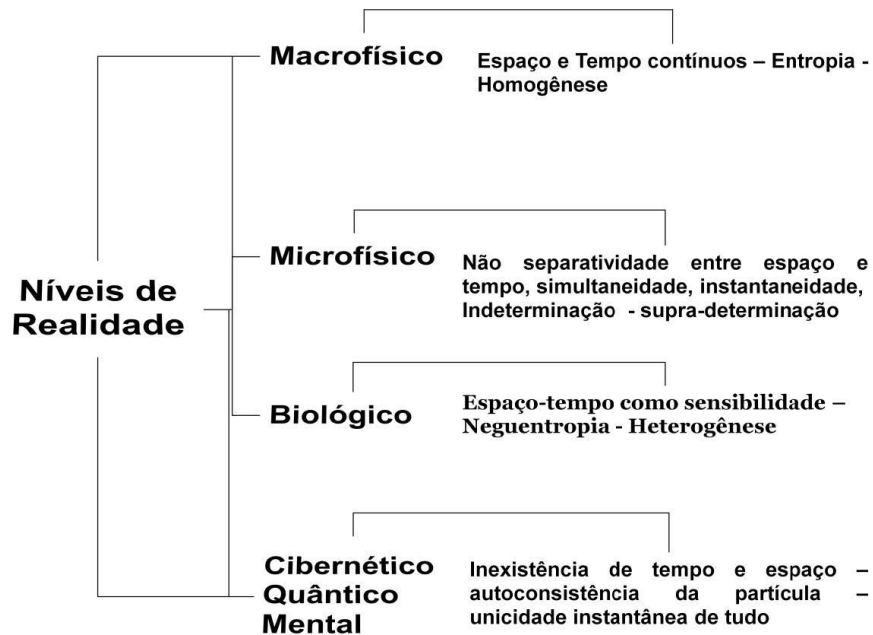 Níveis de
Realidade
Macrofísico
Espaço e Tempo contínuos – Entropia -
Homogênese
Microfísico
Não separatividade entre espaço e
tempo, simultaneidade, instantaneidade,
Indeterminação - supra-determinação
Biológico
Espaço-tempo como sensibilidade –
Neguentropia - Heterogênese
Cibernético
Quântico
Mental
Inexistência de tempo e espaço –
autoconsistência da partícula –
unicidade instantânea de tudo